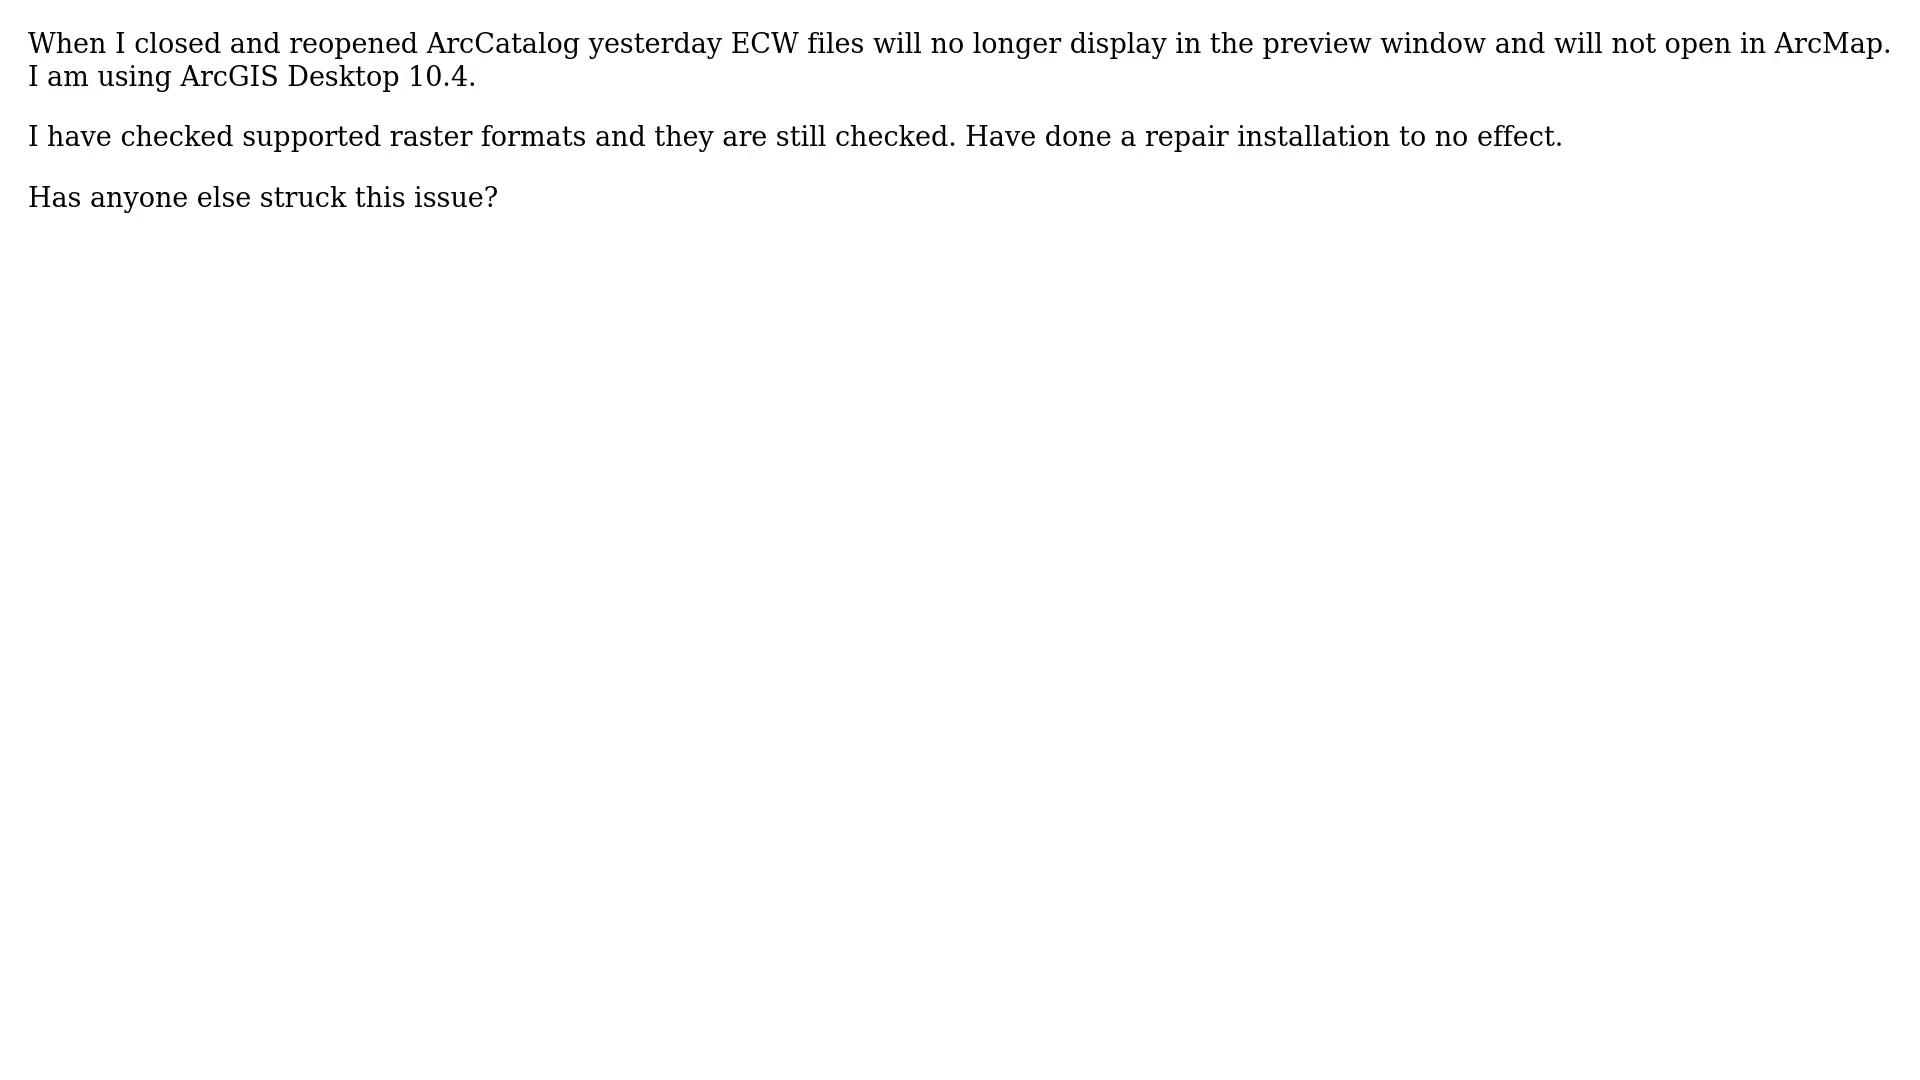 When I closed and reopened ArcCatalog yesterday ECW files will no longer display in the preview window and will not open in ArcMap.
I am using ArcGIS Desktop 10.4.
I have checked supported raster formats and they are still checked. Have done a repair installation to no effect.
Has anyone else struck this issue?